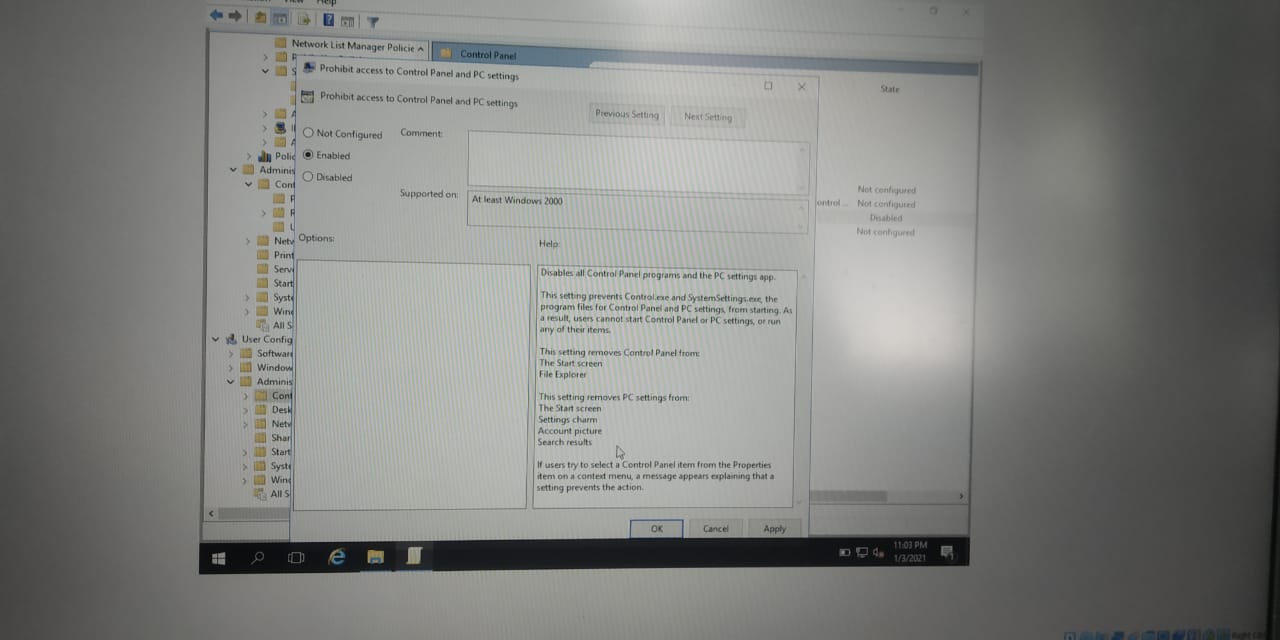 View Help
Network List Manager Policie
Control Panel
Prohibit access to Control Panel and PC settings
State
Prohibit access to Control Panel and PC settings
Previous Setting
Next Setting
Not Configured
Comment:
Enabled
Disabled
Supported on:
At least Windows 2000
Not configured
ontrol ... Not configured
Disabled
Not configured
Polic
Adminis
Cont
Netv
Print
Serv
Start
Syste
Wind
All S
User Config
Software
Window
Adminis
Cont
Desk
Netv
Shar
Start
Syste
Wind
All S
Options:
Help:
Disables all Control Panel programs and the PC settings app.
This setting prevents Control.exe and SystemSettings.exe, the
program files for Control Panel and PC settings, from starting. As
a result, users cannot start Control Panel or PC settings, or run
any of their items.
This setting removes Control Panel from:
The Start screen
File Explorer
This setting removes PC settings from:
The Start screen
Settings charm
Account picture
Search results
If users try to select a Control Panel item from the Properties
item on a context menu, a message appears explaining that a
setting prevents the action.
OK
Cancel
Apply
11:03 PM
1/3/2021